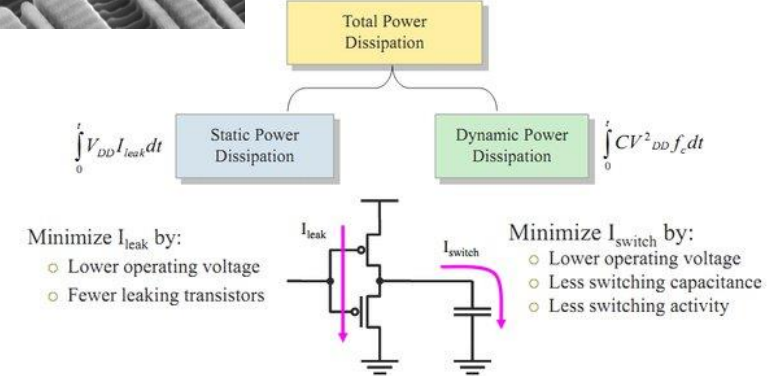 Total Power
Dissipation
∫₀ᵗ V_DD I_leak dt
Static Power
Dissipation
Dynamic Power
Dissipation
∫₀ᵗ CV²_DD f_c dt
Minimize I_leak by:
○ Lower operating voltage
○ Fewer leaking transistors
I_leak
I_switch
Minimize I_switch by:
○ Lower operating voltage
○ Less switching capacitance
○ Less switching activity